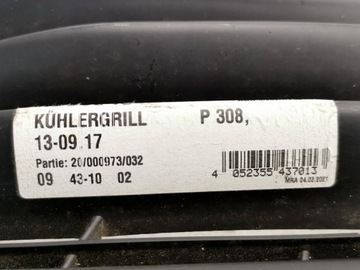 KÜHLERGRILL P 308,
13-09.17
Partie: 20/000973/032
09 43-10 02
4 052355 437013
MRA 04.02.2021